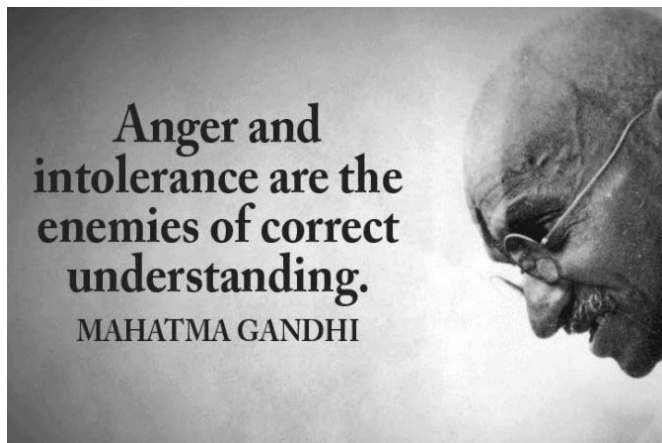 Anger and
intolerance are the
enemies of correct
understanding.
MAHATMA GANDHI